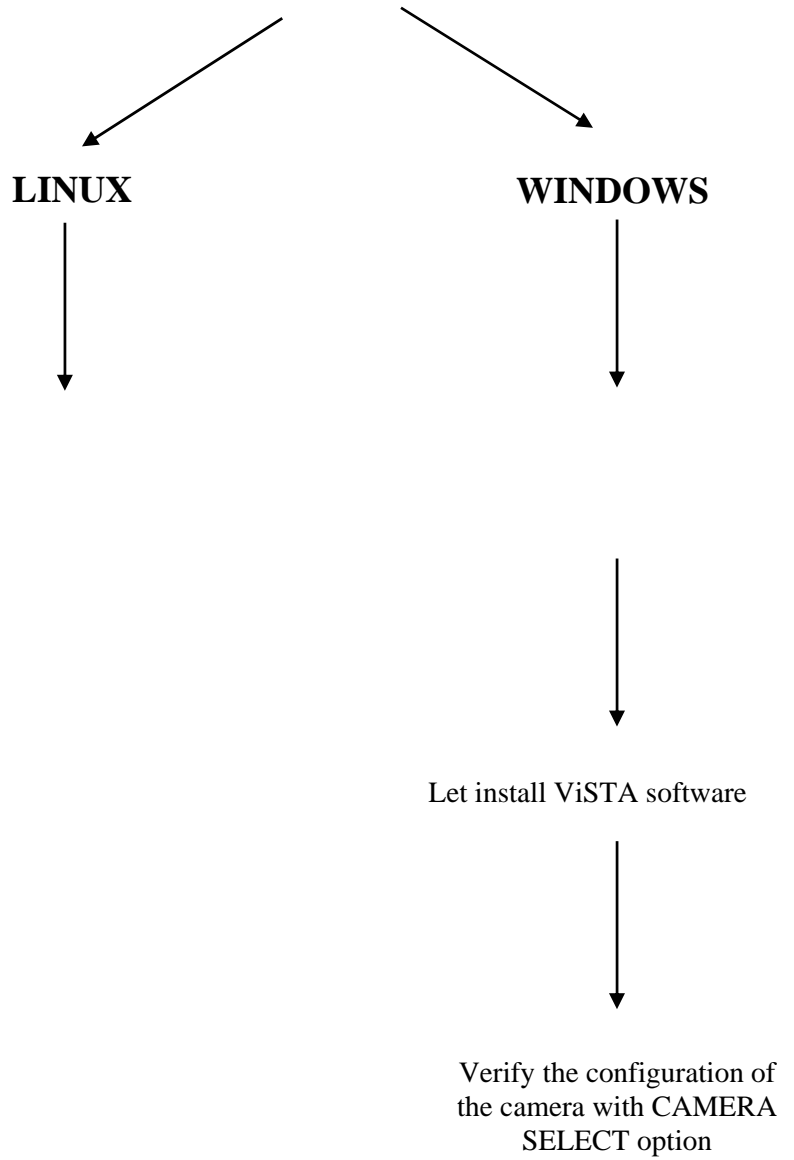 LINUX
WINDOWS
Let install ViSTA software
Verify the configuration of
the camera with CAMERA
SELECT option